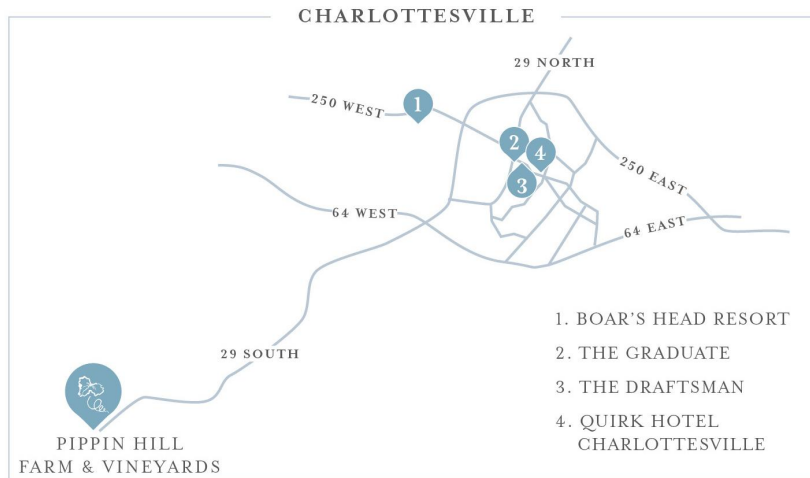 CHARLOTTESVILLE
29 NORTH
250 WEST
1
2
4
3
250 EAST
64 WEST
64 EAST
29 SOUTH
PIPPIN HILL
FARM & VINEYARDS
1. BOAR'S HEAD RESORT
2. THE GRADUATE
3. THE DRAFTSMAN
4. QUIRK HOTEL
CHARLOTTESVILLE